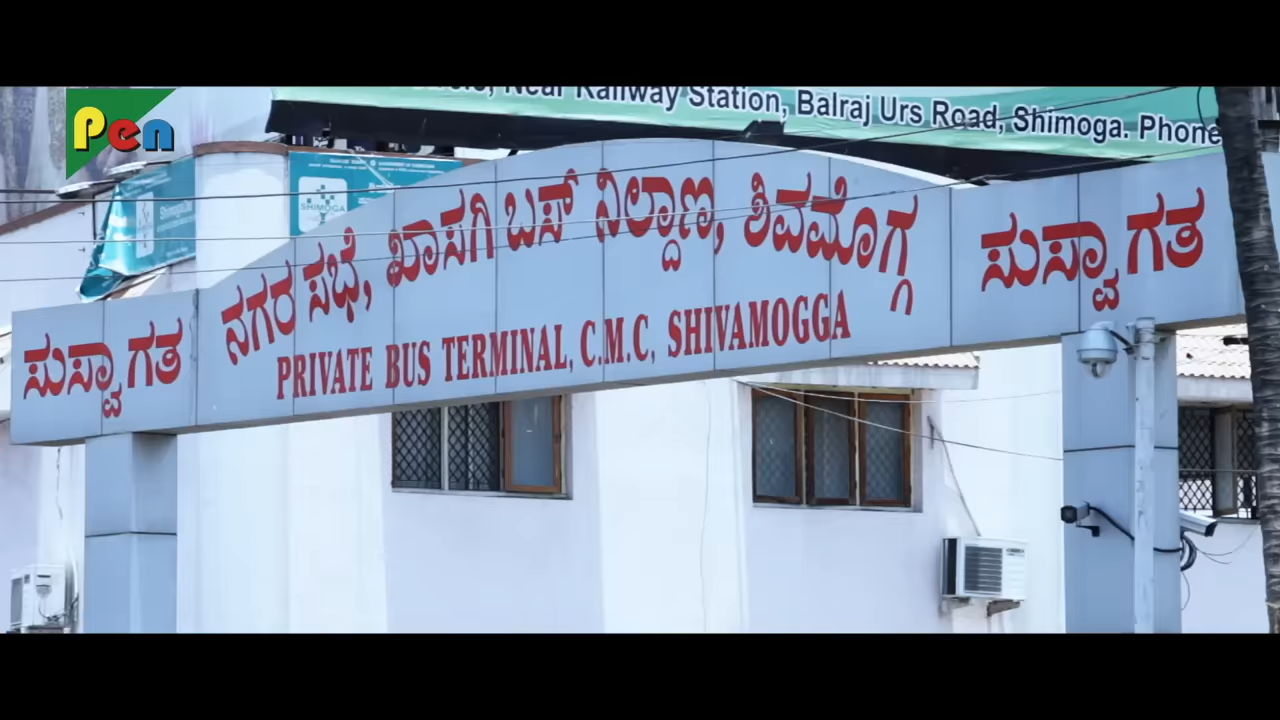 Pen
Near Railway Station, Balraj Urs Road, Shimoga. Phone
SHIMOGA
ಸುಸ್ವಾಗತ
ನಗರ ಸಭೆ, ಖಾಸಗಿ ಬಸ್ ನಿಲ್ದಾಣ, ಶಿವಮೊಗ್ಗ
ಸುಸ್ವಾಗತ
PRIVATE BUS TERMINAL, C.M.C, SHIVAMOGGA